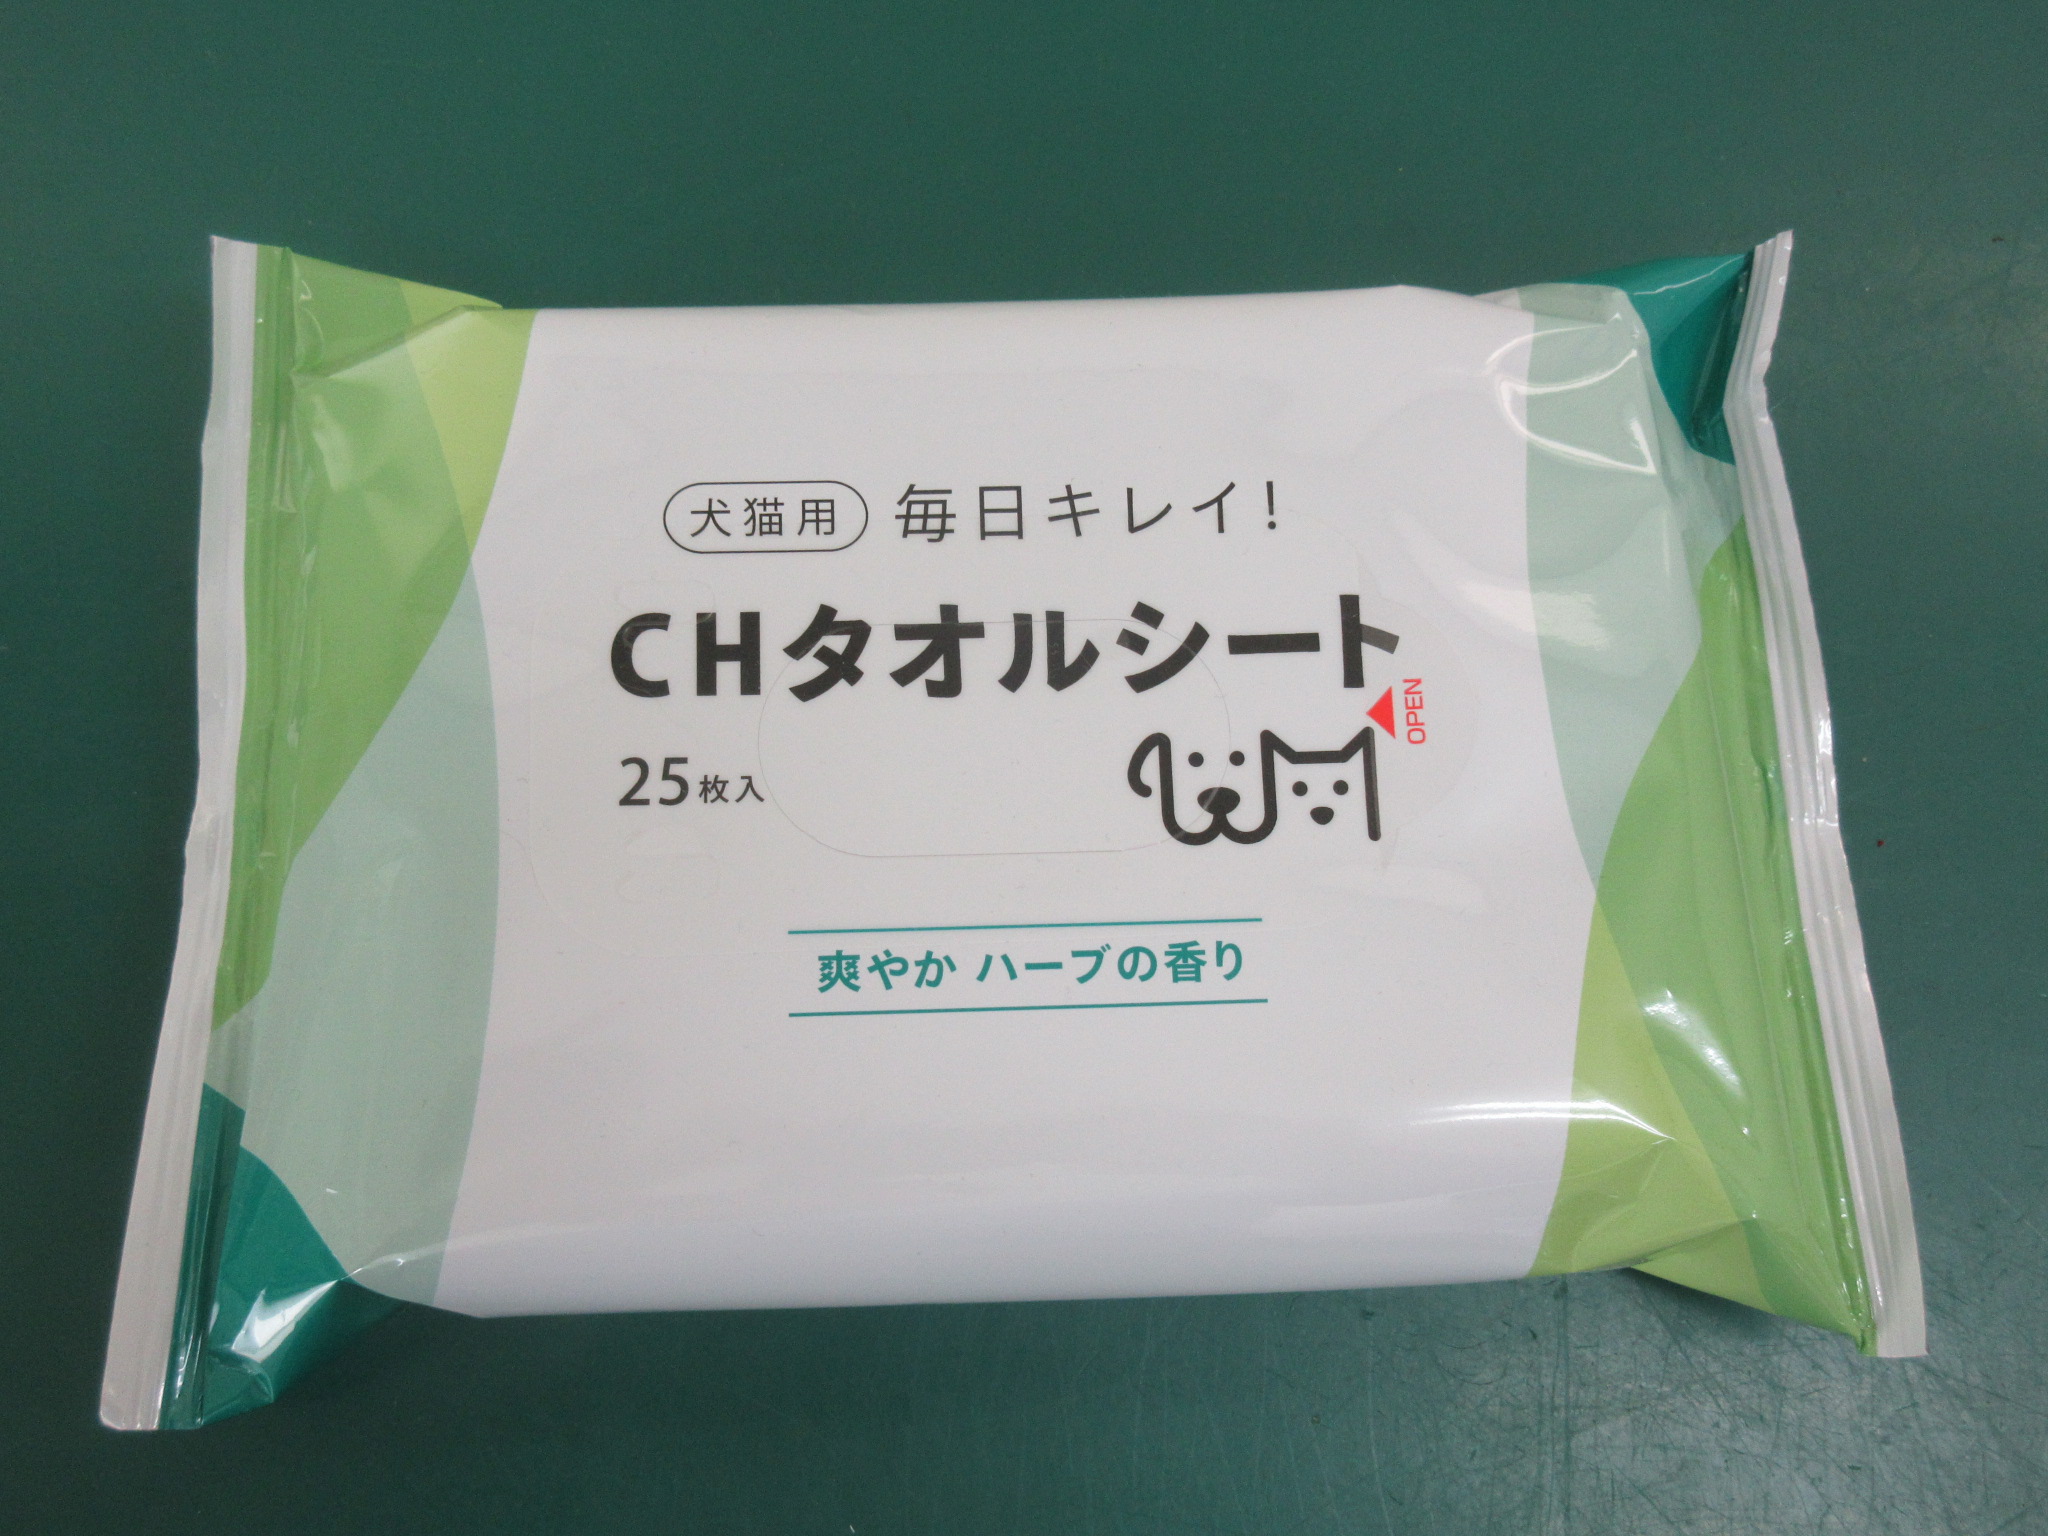 犬猫用 毎日キレイ!
CHタオルシート
OPEN
25枚入
爽やか ハーブの香り